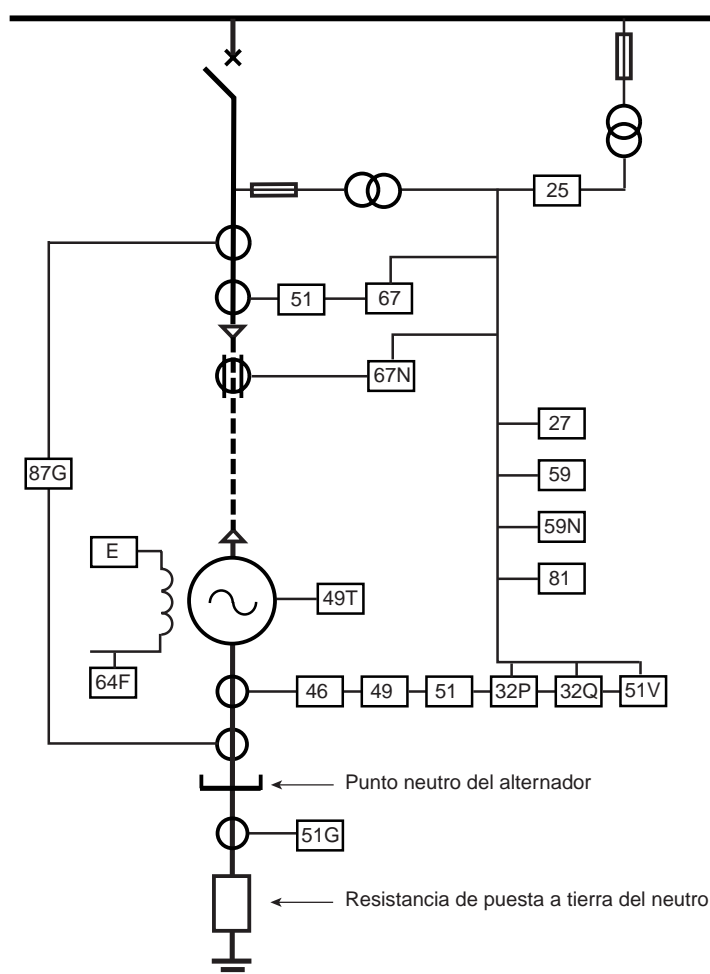 25
51
67
67N
27
87G
59
59N
E
81
49T
64F
46
49
51
32P
32Q
51V
Punto neutro del alternador
51G
Resistancia de puesta a tierra del neutro